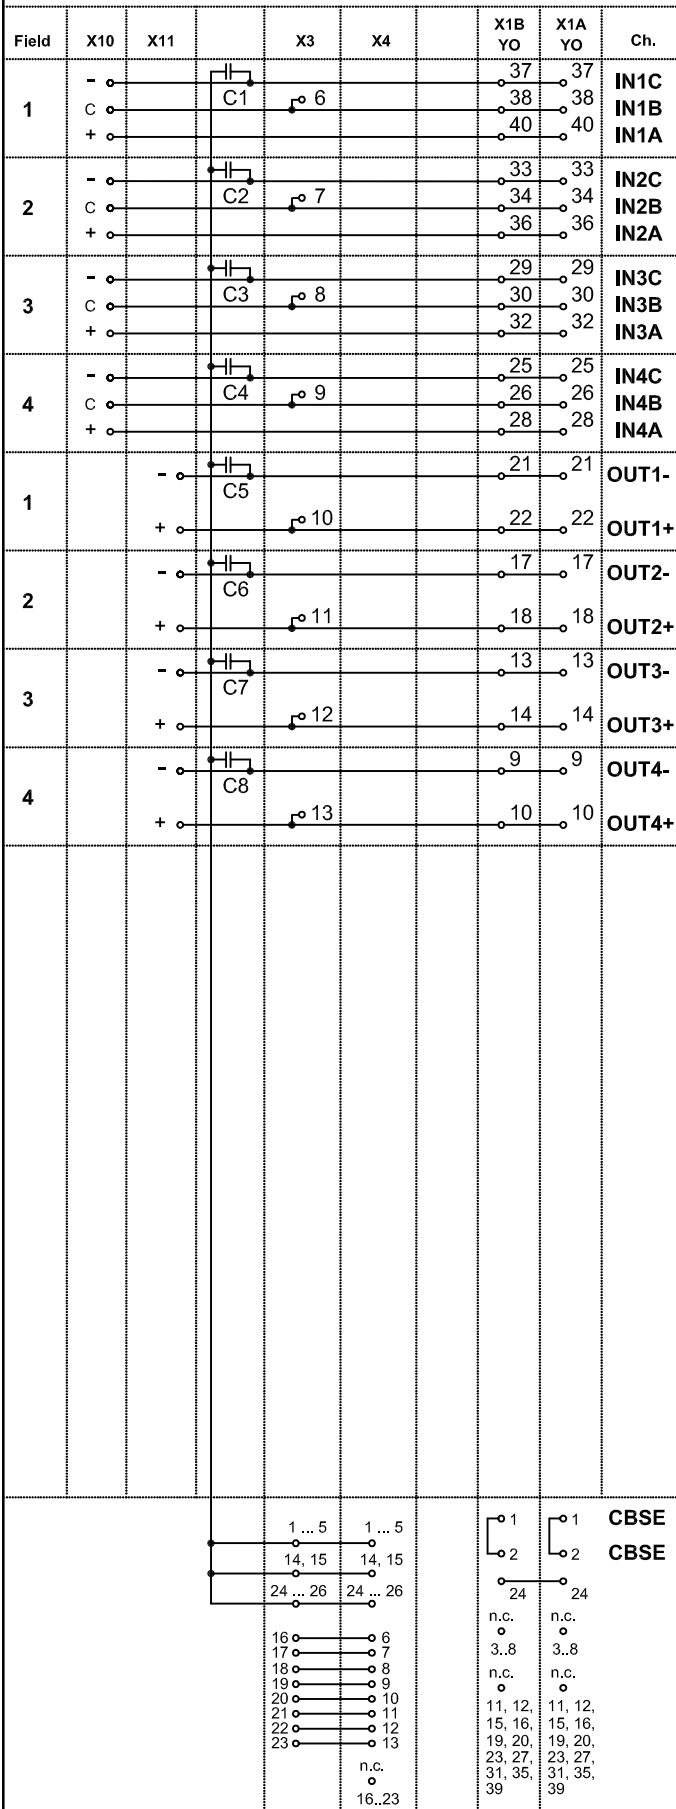 Field X10 X11 X3 X4 X1B YO X1A YO Ch.
1
- 37 37 IN1C
C1
C 6 38 38 IN1B
+ 40 40 IN1A
2
- 33 33 IN2C
C2
C 7 34 34 IN2B
+ 36 36 IN2A
3
- 29 29 IN3C
C3
C 8 30 30 IN3B
+ 32 32 IN3A
4
- 25 25 IN4C
C4
C 9 26 26 IN4B
+ 28 28 IN4A
1
- 21 21 OUT1-
C5
+ 10 22 22 OUT1+
2
- 17 17 OUT2-
C6
+ 11 18 18 OUT2+
3
- 13 13 OUT3-
C7
+ 12 14 14 OUT3+
4
- 9 9 OUT4-
C8
+ 13 10 10 OUT4+
1 ... 5 1 ... 5 1 1 CBSE
14, 15 14, 15 2 2 CBSE
24 ... 26 24 ... 26 24 24
n.c. n.c.
3..8 3..8
16 6
17 7
18 8
19 9
20 10
21 11
22 12
23 13
n.c.
16..23
n.c. n.c.
11, 12, 11, 12,
15, 16, 15, 16,
19, 20, 19, 20,
23, 27, 23, 27,
31, 35, 31, 35,
39 39